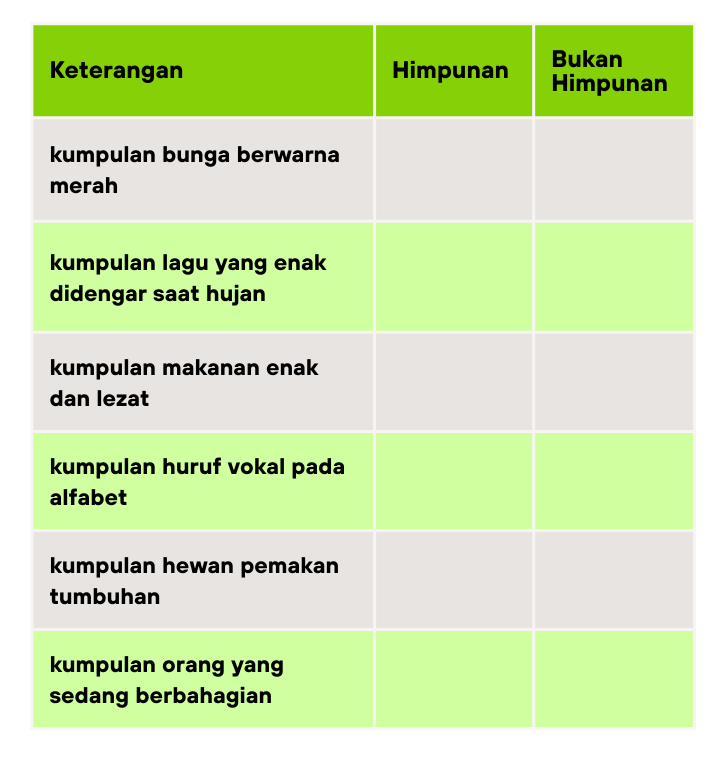 Keterangan
Himpunan
Bukan
Himpunan
kumpulan bunga berwarna
merah
kumpulan lagu yang enak
didengar saat hujan
kumpulan makanan enak
dan lezat
kumpulan huruf vokal pada
alfabet
kumpulan hewan pemakan
tumbuhan
kumpulan orang yang
sedang berbahagian